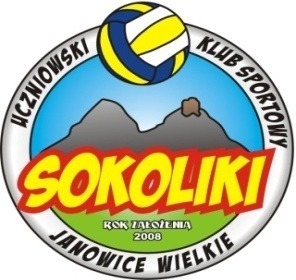 UCZNIOWSKI KLUB SPORTOWY
SOKOLIKI
ROK ZAŁOŻENIA
2008
JANOWICE WIELKIE